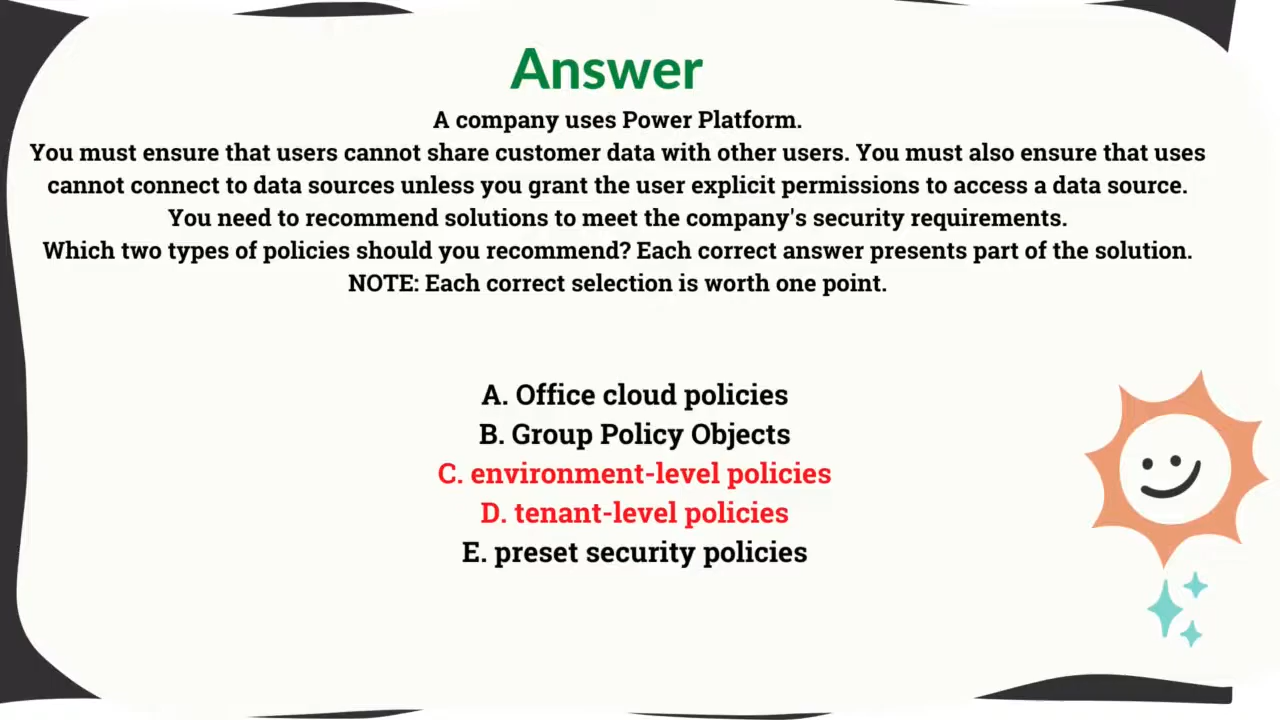 Answer
A company uses Power Platform.
You must ensure that users cannot share customer data with other users. You must also ensure that uses
cannot connect to data sources unless you grant the user explicit permissions to access a data source.
You need to recommend solutions to meet the company's security requirements.
Which two types of policies should you recommend? Each correct answer presents part of the solution.
NOTE: Each correct selection is worth one point.
A. Office cloud policies
B. Group Policy Objects
C. environment-level policies
D. tenant-level policies
E. preset security policies